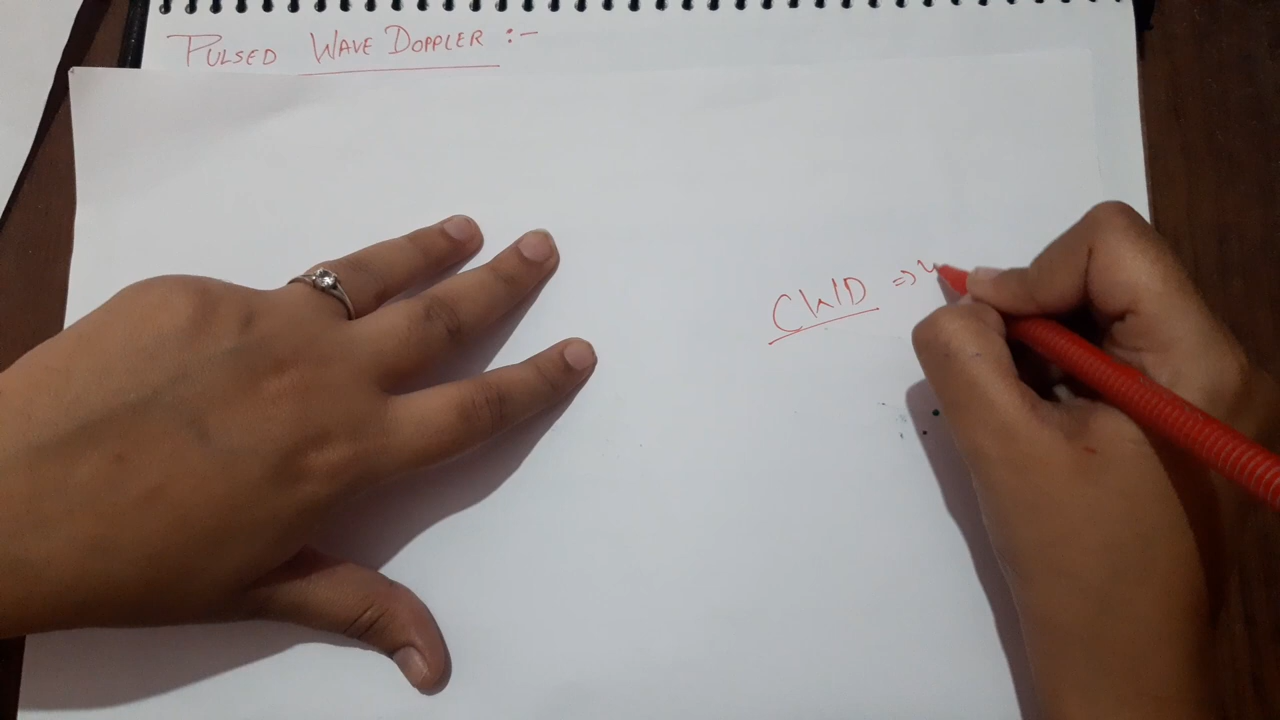 PULSED WAVE DOPPLER :-
CWD =>